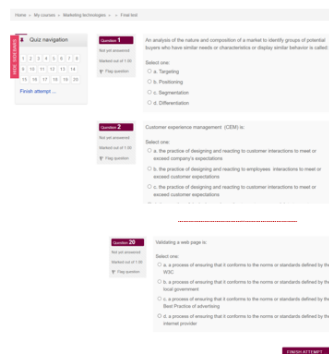 Home » My courses » Marketing technologies » » Final test
Quiz navigation
1 2 3 4 5 6 7 8
9 10 11 12 13 14
15 16 17 18 19 20
Finish attempt ...
Question 1
Not yet answered
Marked out of 1.00
Flag question
An analysis of the nature and composition of a market to identify groups of potential
buyers who have similar needs or characteristics or display similar behavior is called
Select one:
a. Targeting
b. Positioning
c. Segmentation
d. Differentiation
Question 2
Not yet answered
Marked out of 1.00
Flag question
Customer experience management (CEM) is:
Select one:
a. the practice of designing and reacting to customer interactions to meet or
exceed company's expectations
b. the practice of designing and reacting to employees interactions to meet or
exceed customer expectations
c. the practice of designing and reacting to customer interactions to meet or
exceed customer expectations
Question 20
Not yet answered
Marked out of 1.00
Flag question
Validating a web page is:
Select one:
a. a process of ensuring that it conforms to the norms or standards defined by the
W3C
b. a process of ensuring that it conforms to the norms or standards defined by the
local government
c. a process of ensuring that it conforms to the norms or standards defined by the
Best Practice of advertising
d. a process of ensuring that it conforms to the norms or standards defined by the
internet provider
FINISH ATTEMPT